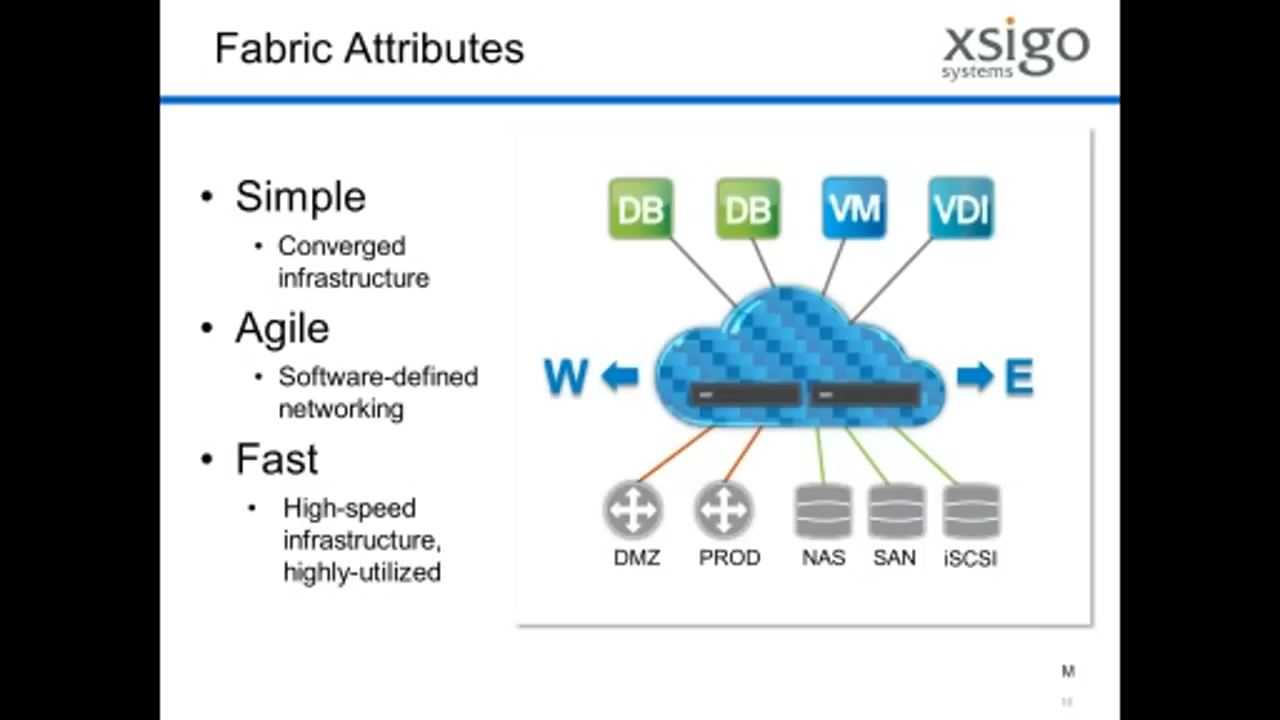 Fabric Attributes
xsigo
systems
• Simple
• Converged
infrastructure
• Agile
• Software-defined
networking
• Fast
• High-speed
infrastructure,
highly-utilized
DB DB VM VDI
W E
DMZ PROD NAS SAN iSCSI
M